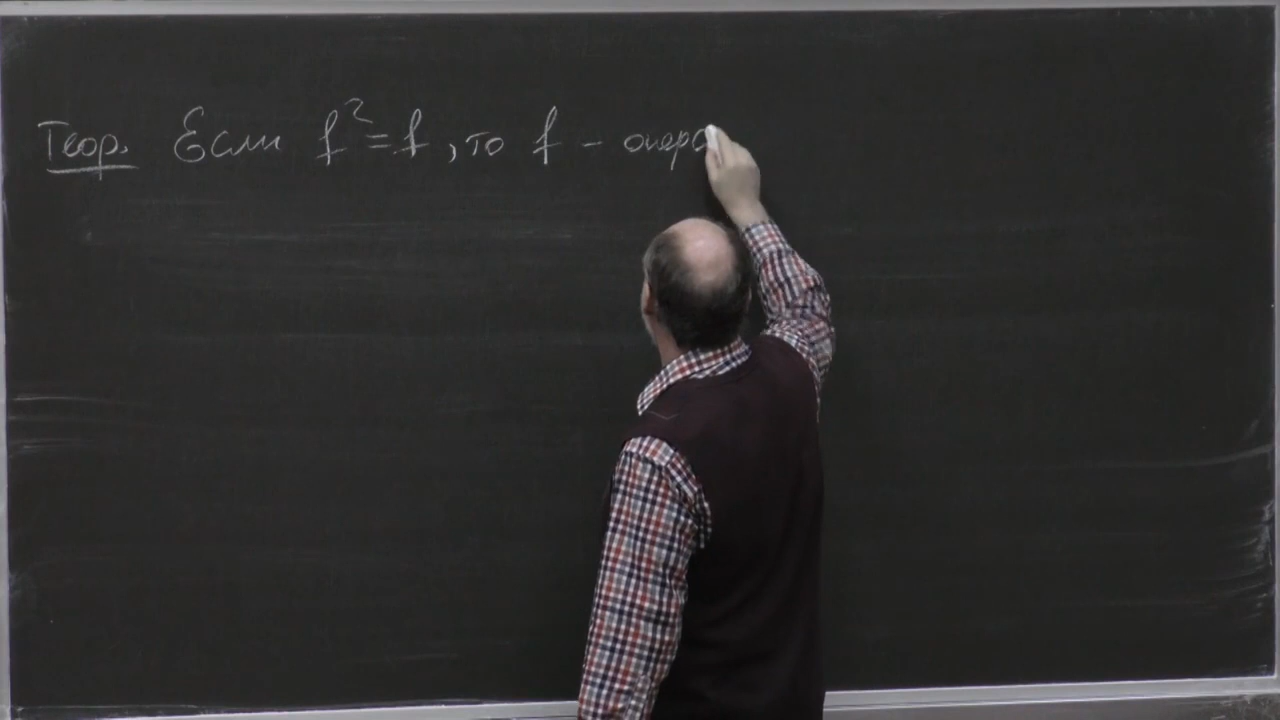 Теор. Если f²=f, то f - опера